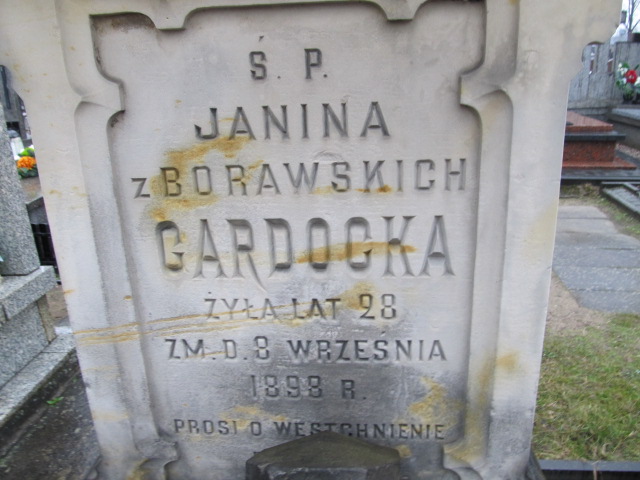 Ś. P.
JANINA
z BORAWSKICH
GARDOCKA
ŻYŁA LAT 28
ZM. D. 8 WRZEŚNIA
1898 R.
PROSI O WESTCHNIENIE